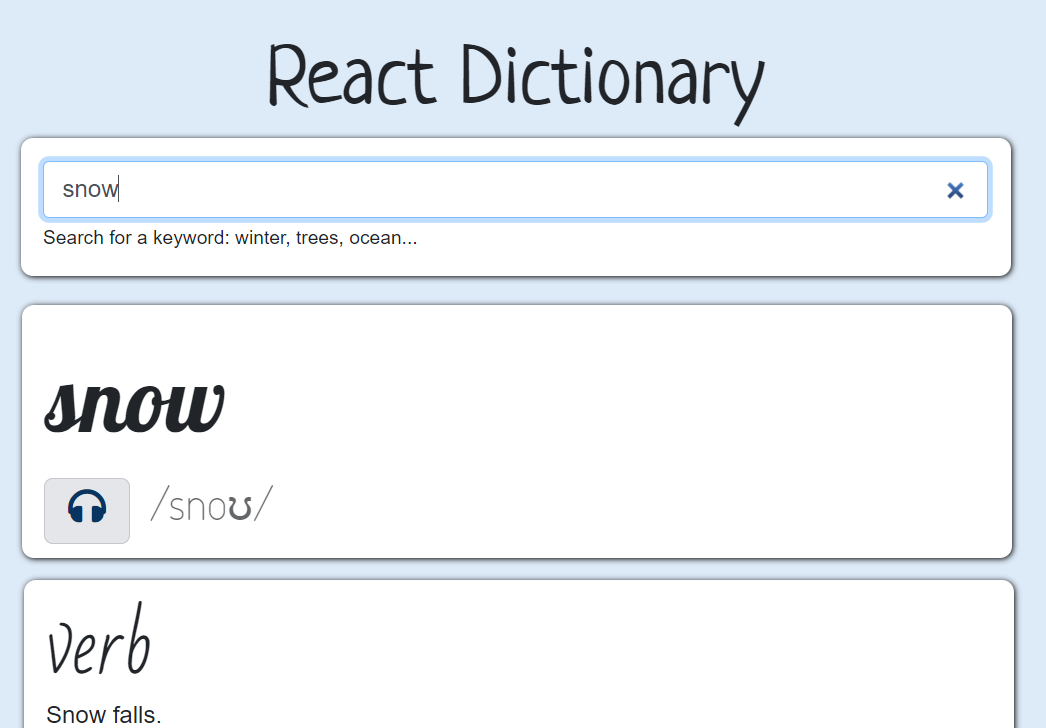 React Dictionary
snow
Search for a keyword: winter, trees, ocean...
snow
/snoʊ/
verb
Snow falls.